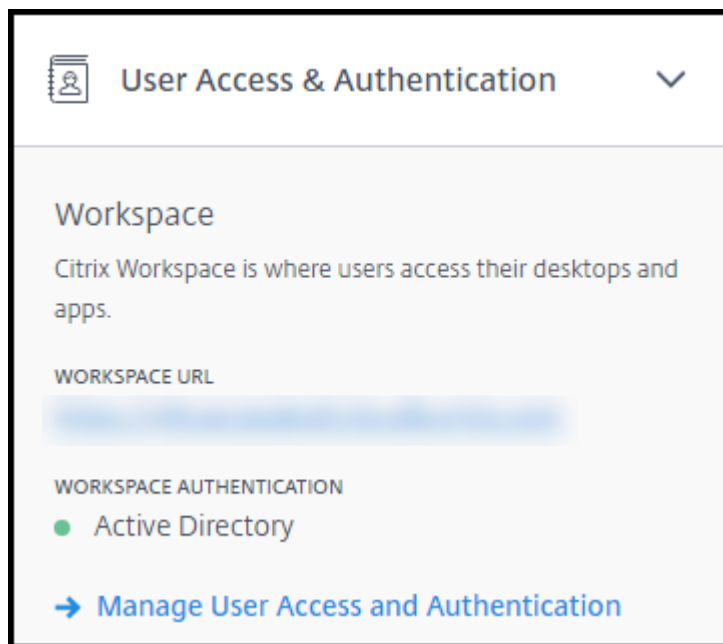 User Access & Authentication
Workspace
Citrix Workspace is where users access their desktops and
apps.
WORKSPACE URL
WORKSPACE AUTHENTICATION
Active Directory
Manage User Access and Authentication